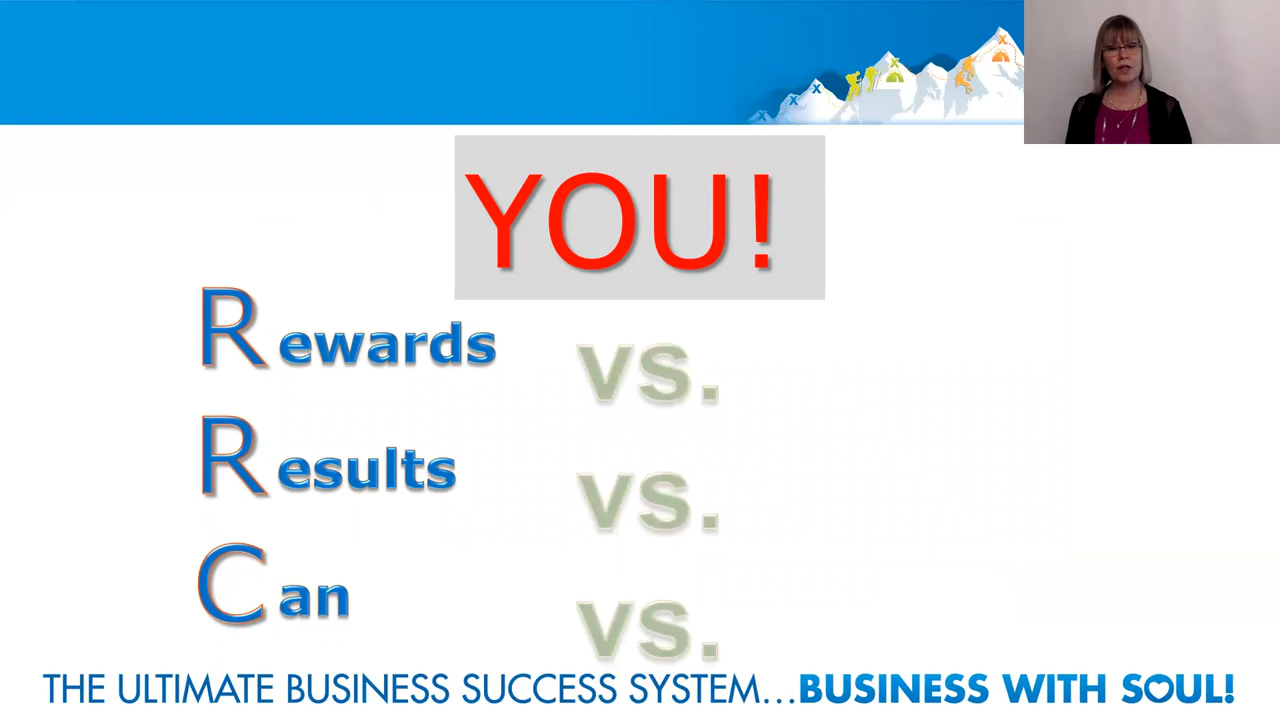 YOU!
Rewards vs.
Results vs.
Can vs.
THE ULTIMATE BUSINESS SUCCESS SYSTEM...BUSINESS WITH SOUL!